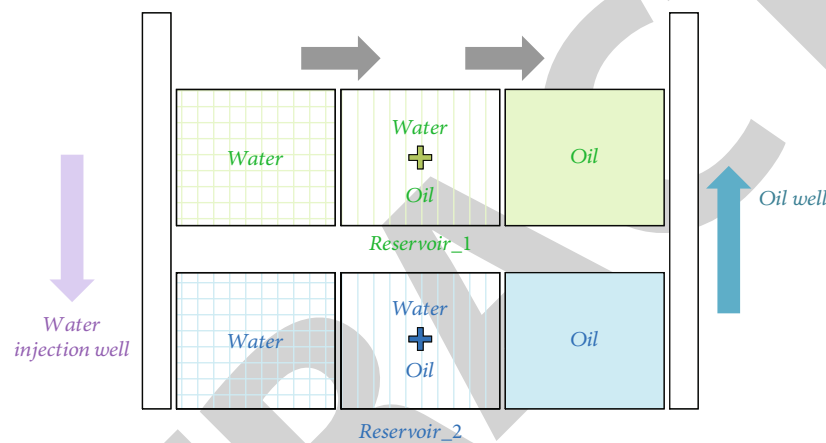 Water
Water
Oil
Oil
Reservoir_1
Oil well
Water
injection well
Water
Water
Oil
Oil
Reservoir_2